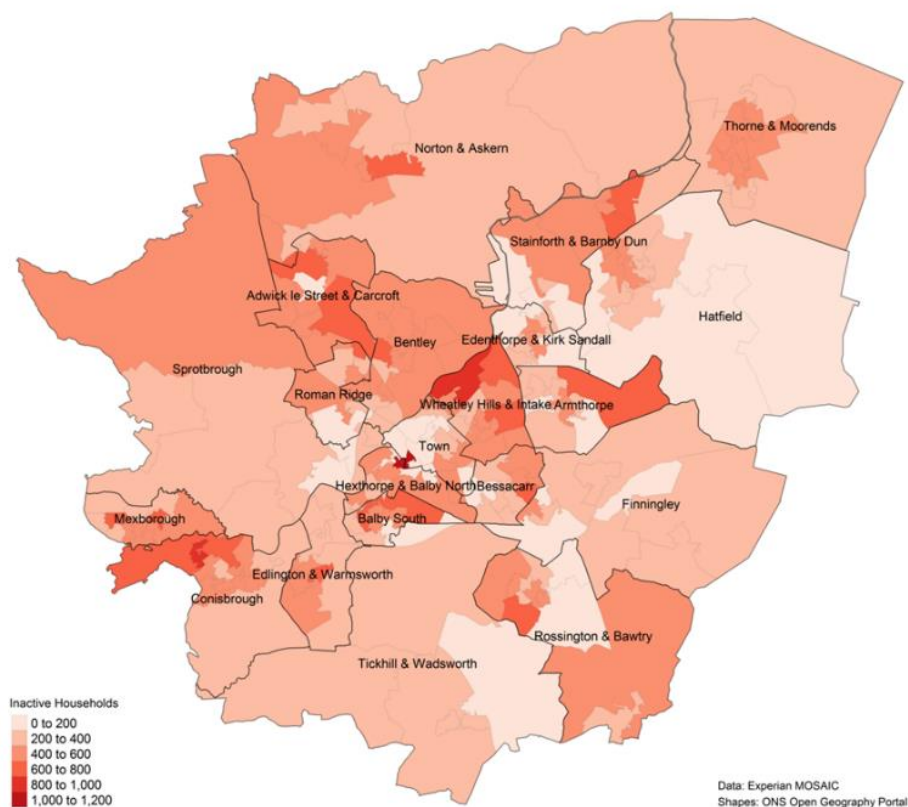 Thorne & Moorends
Norton & Askern
Stainforth & Barnby Dun
Adwick le Street & Carcroft
Hatfield
Bentley
Edenthorpe & Kirk Sandall
Sprotbrough
Roman Ridge
Wheatley Hills & Intake
Armthorpe
Town
Hexthorpe & Balby North
Bessacarr
Finningley
Mexborough
Balby South
Edlington & Warmsworth
Conisbrough
Rossington & Bawtry
Tickhill & Wadsworth
Inactive Households
0 to 200
200 to 400
400 to 600
600 to 800
800 to 1,000
1,000 to 1,200
Data: Experian MOSAIC
Shapes: ONS Open Geography Portal